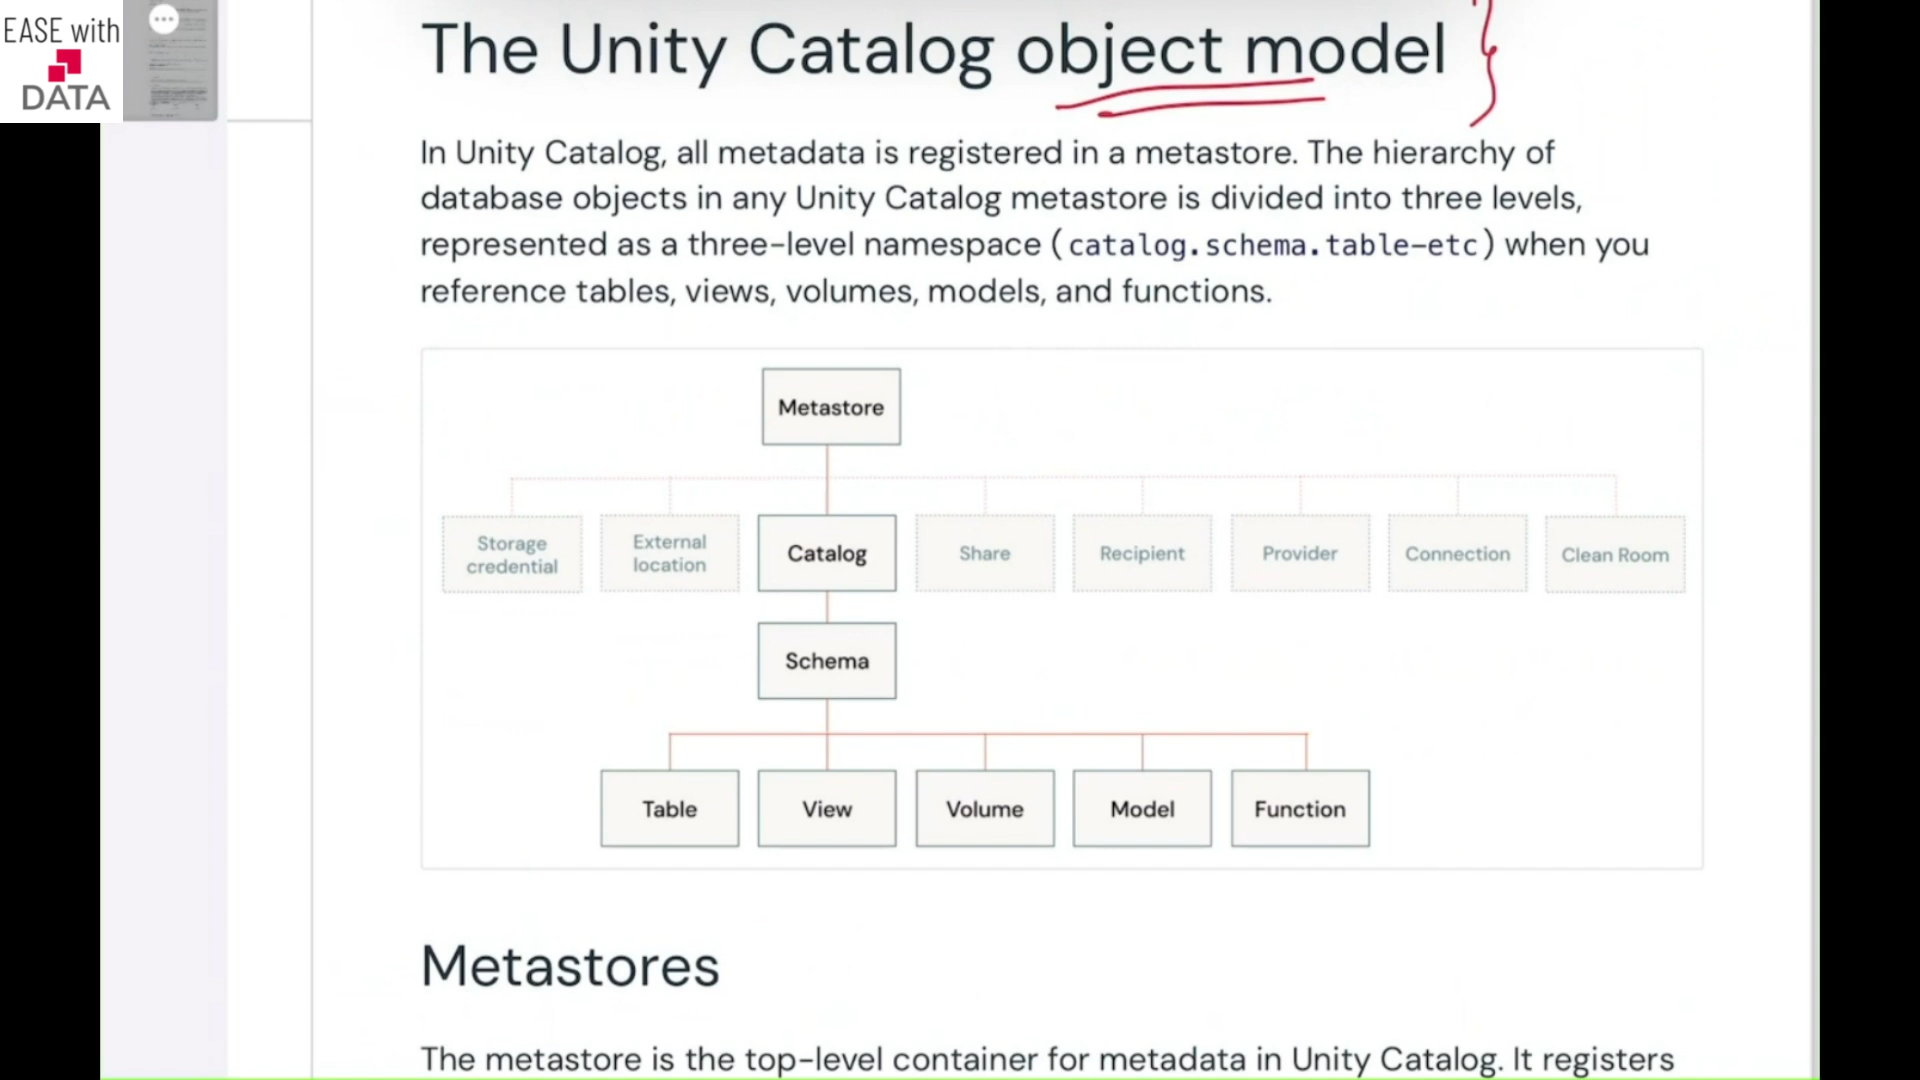 EASE with
DATA
The Unity Catalog object model
In Unity Catalog, all metadata is registered in a metastore. The hierarchy of
database objects in any Unity Catalog metastore is divided into three levels,
represented as a three-level namespace (catalog.schema.table-etc) when you
reference tables, views, volumes, models, and functions.
Metastore
Storage credential
External location
Catalog
Share
Recipient
Provider
Connection
Clean Room
Schema
Table
View
Volume
Model
Function
Metastores
The metastore is the top-level container for metadata in Unity Catalog. It registers